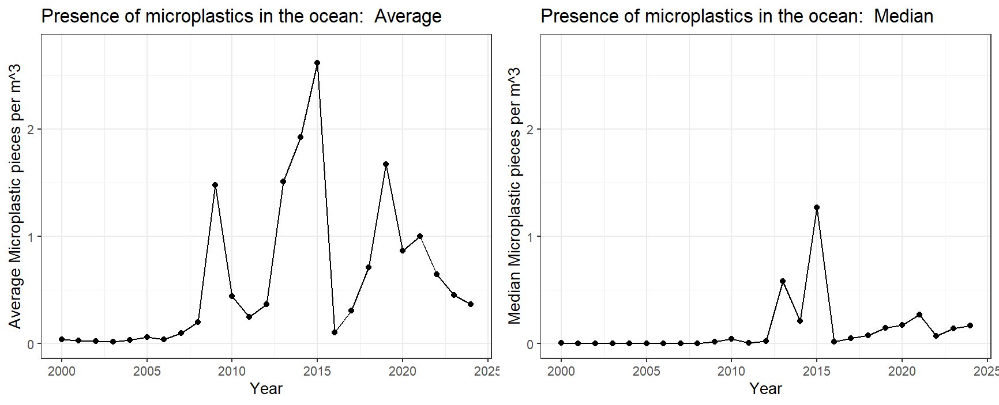 Presence of microplastics in the ocean:  Average
Average Microplastic pieces per m^3
2
1
0
2000 2005 2010 2015 2020 2025
Year
Presence of microplastics in the ocean:  Median
Median Microplastic pieces per m^3
2
1
0
2000 2005 2010 2015 2020 2025
Year